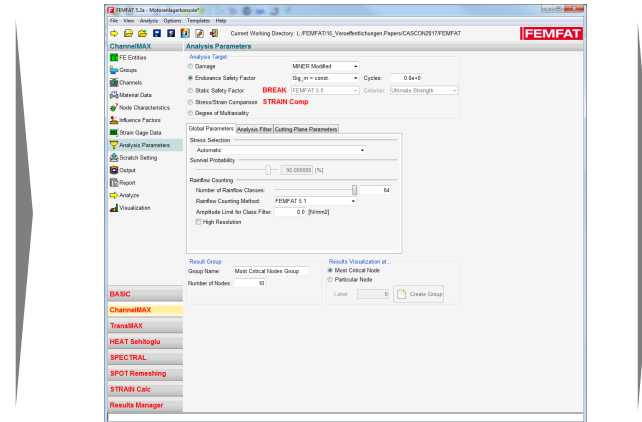 FEMFAT 5.2a - Motorenlagerkonsole*
File View Analysis Options Templates Help
Current Working Directory: L:/FEMFAT/16_Veroeffentlichungen_Papers/CASCON2017/FEMFAT
FEMFAT
ChannelMAX
FE Entities
Groups
Channels
Material Data
Node Characteristics
Influence Factors
Strain Gage Data
Analysis Parameters
Scratch Setting
Output
Report
Analyze
Visualization
BASIC
ChannelMAX
TransMAX
HEAT Sehitoglu
SPECTRAL
SPOT Remeshing
STRAIN Calc
Results Manager
Analysis Parameters
Analysis Target
Damage MINER Modified
Endurance Safety Factor Sig_m = const. Cycles: 0.0e+0
Static Safety Factor BREAK FEMFAT 5.0 Criterion: Ultimate Strength
Stress/Strain Comparison STRAIN Comp
Degree of Multiaxiality
Global Parameters Analysis Filter Cutting Plane Parameters
Stress Selection
Automatic
Survival Probability
90.000000 [%]
Rainflow Counting
Number of Rainflow Classes: 64
Rainflow Counting Method: FEMFAT 5.1
Amplitude Limit for Class Filter: 0.0 [N/mm2]
High Resolution
Result Group
Group Name: Most Critical Nodes Group
Number of Nodes: 10
Results Visualization at...
Most Critical Node
Particular Node
Label: 0 Create Group